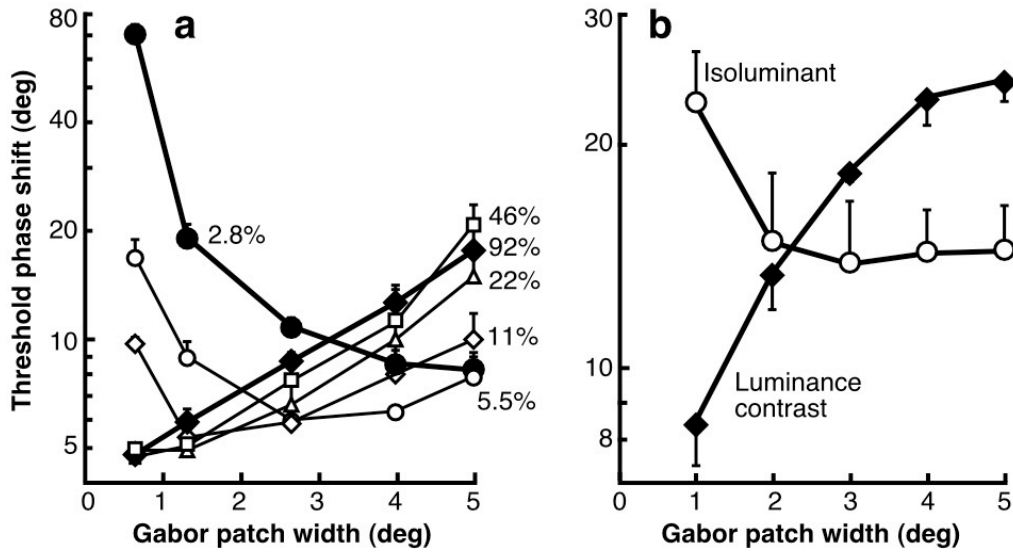 a
Threshold phase shift (deg)
80
40
20
10
5
2.8%
46%
92%
22%
11%
5.5%
0 1 2 3 4 5
Gabor patch width (deg)
b
30
20
10
8
Isoluminant
Luminance
contrast
0 1 2 3 4 5
Gabor patch width (deg)